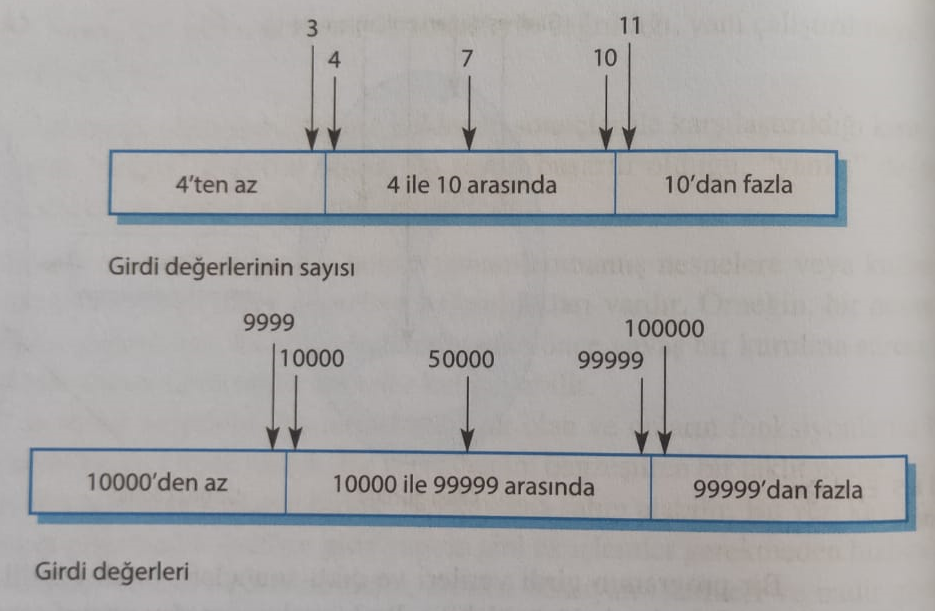 3
11
4
7
10
4'ten az
4 ile 10 arasında
10'dan fazla
Girdi değerlerinin sayısı
9999
100000
10000
50000
99999
10000'den az
10000 ile 99999 arasında
99999'dan fazla
Girdi değerleri